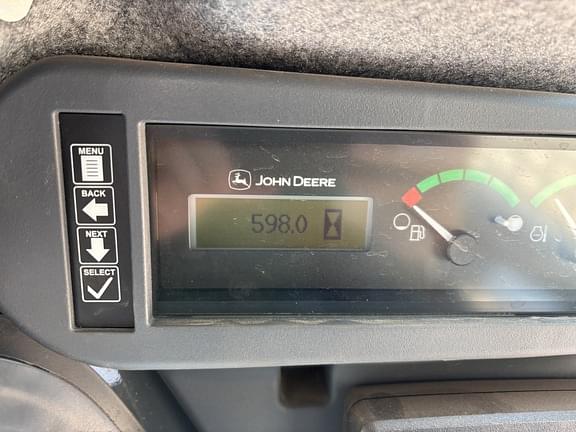 MENU
BACK
NEXT
SELECT
JOHN DEERE
598.0